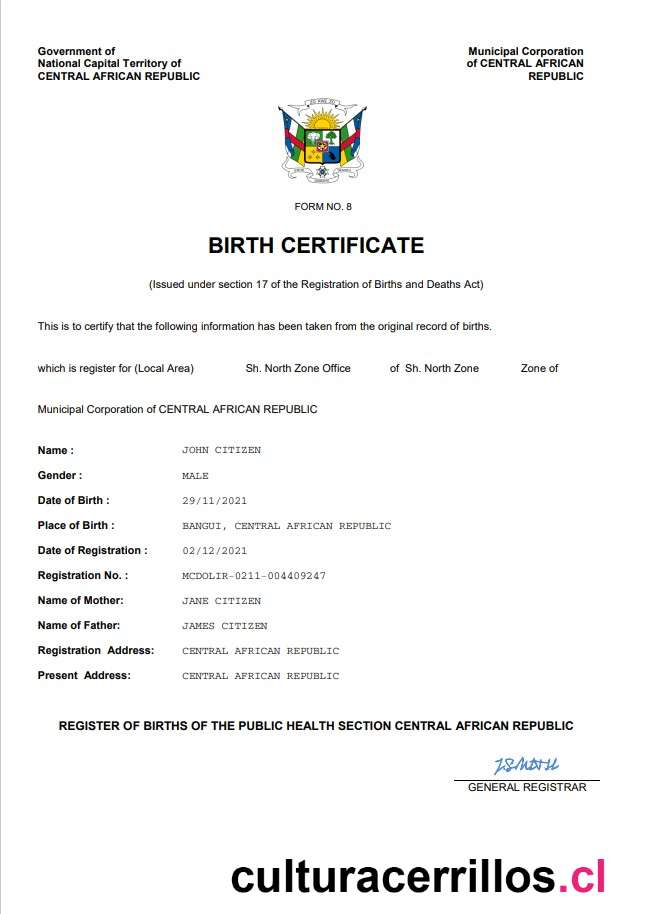 Government of
National Capital Territory of
CENTRAL AFRICAN REPUBLIC
Municipal Corporation
of CENTRAL AFRICAN
REPUBLIC
FORM NO. 8
BIRTH CERTIFICATE
(Issued under section 17 of the Registration of Births and Deaths Act)
This is to certify that the following information has been taken from the original record of births.
which is register for (Local Area) Sh. North Zone Office of Sh. North Zone Zone of
Municipal Corporation of CENTRAL AFRICAN REPUBLIC
Name : JOHN CITIZEN
Gender : MALE
Date of Birth : 29/11/2021
Place of Birth : BANGUI, CENTRAL AFRICAN REPUBLIC
Date of Registration : 02/12/2021
Registration No. : MCDOLIR-0211-004409247
Name of Mother: JANE CITIZEN
Name of Father: JAMES CITIZEN
Registration Address: CENTRAL AFRICAN REPUBLIC
Present Address: CENTRAL AFRICAN REPUBLIC
REGISTER OF BIRTHS OF THE PUBLIC HEALTH SECTION CENTRAL AFRICAN REPUBLIC
GENERAL REGISTRAR
culturacerrillos.cl